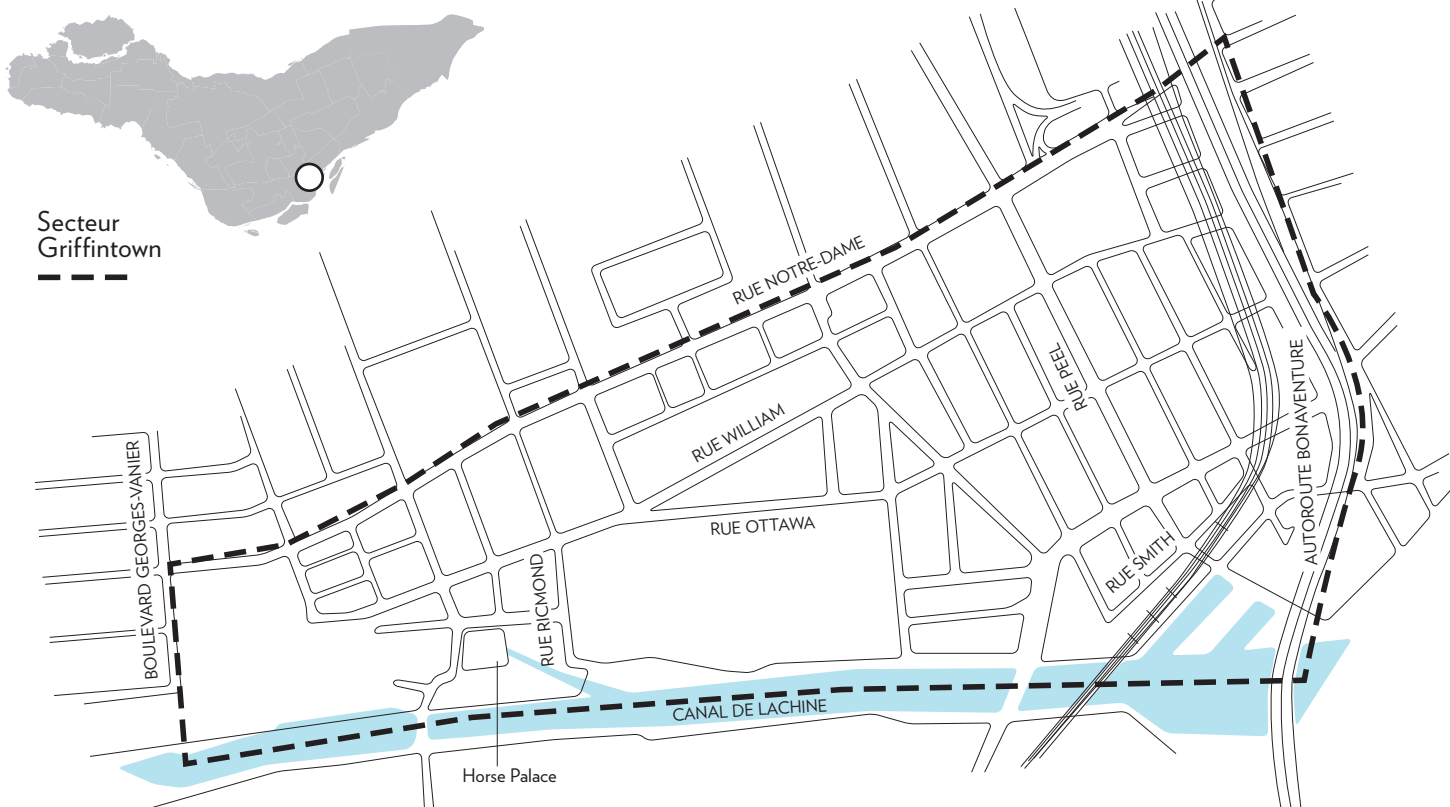 Secteur
Griffintown
RUE NOTRE-DAME
RUE PEEL
AUTOROUTE BONAVENTURE
RUE WILLIAM
BOULEVARD GEORGES-VANIER
RUE OTTAWA
RUE SMITH
RUE RICMOND
CANAL DE LACHINE
Horse Palace